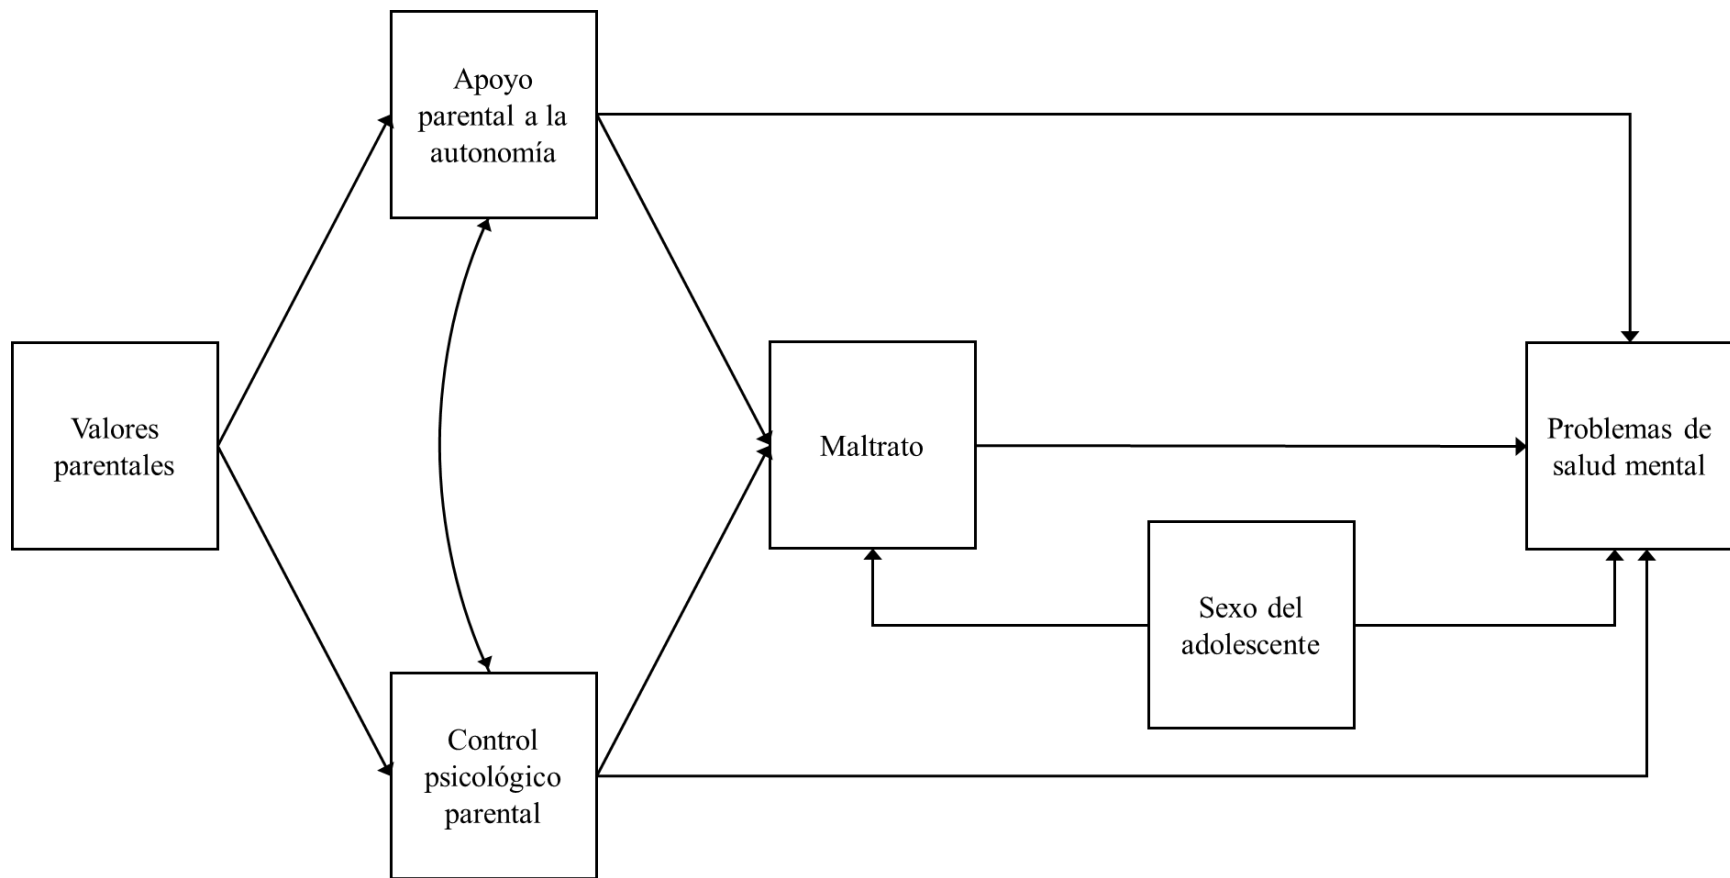 Apoyo
parental a la
autonomía
Valores
parentales
Maltrato
Problemas de
salud mental
Sexo del
adolescente
Control
psicológico
parental